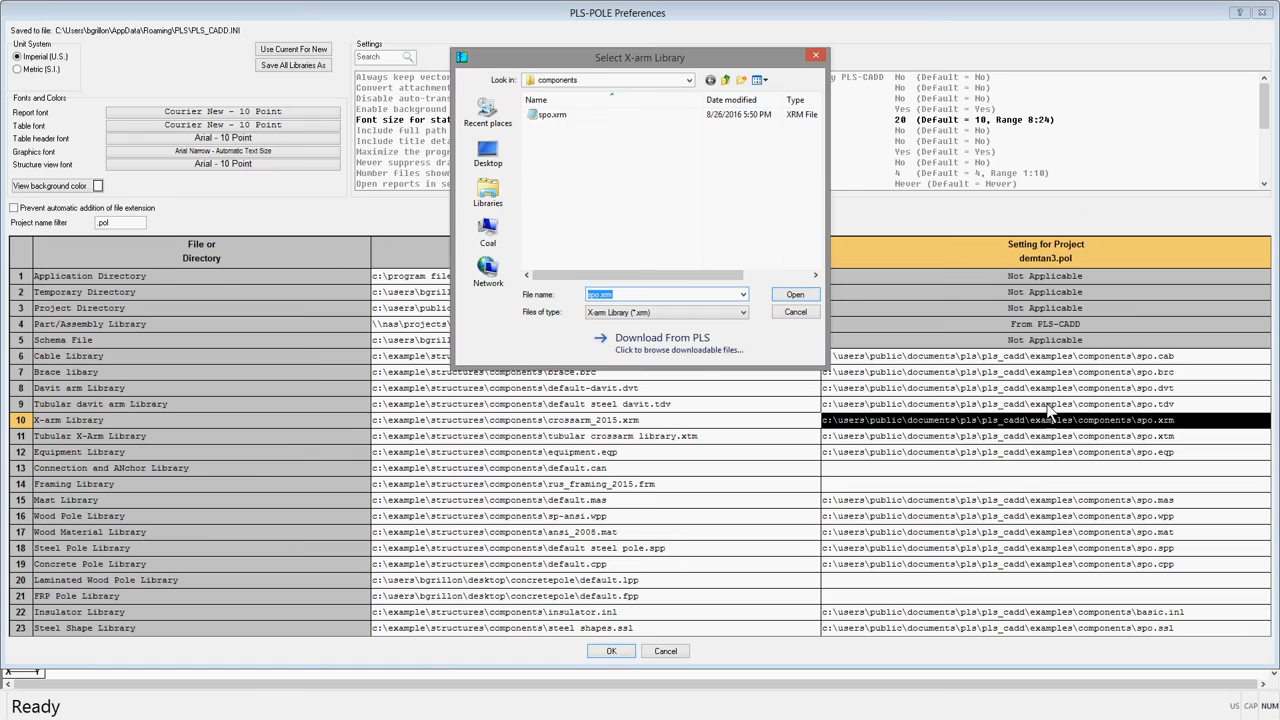 PLS-POLE Preferences
Saved to file: C:\Users\bgrillon\AppData\Roaming\PLS\PLS_CADD.INI
Unit System
Imperial (U.S.)
Metric (S.I.)
Use Current For New
Save All Libraries As
Fonts and Colors
Report font Courier New - 10 Point
Table font Courier New - 10 Point
Table header font Arial - 10 Point
Graphics font Arial Narrow - Automatic Text Size
Structure view font Arial - 10 Point
View background color
Prevent automatic addition of file extension
Project name filter .pol
Settings
Search
Always keep vector
Convert attachment
Disable auto-trans
Enable background
Font size for stat
Include full path
Include title deta
Maximize the progr
Never suppress dra
Number files shown
Open reports in se
y PLS-CADD No (Default = No)
No (Default = No)
No (Default = No)
Yes (Default = Yes)
20 (Default = 10, Range 8:24)
No (Default = No)
No (Default = No)
Yes (Default = Yes)
No (Default = No)
4 (Default = 4, Range 1:10)
Never (Default = Never)
Select X-arm Library
Look in: components
Recent places
Desktop
Libraries
Coal
Network
Name Date modified Type
spo.xrm 8/26/2016 5:50 PM XRM File
File name: spo.xrm Open
Files of type: X-arm Library (*.xrm) Cancel
Download From PLS
Click to browse downloadable files...
File or
Directory
Setting for Project
demtan3.pol
1 Application Directory c:\program file Not Applicable
2 Temporary Directory c:\users\bgrill Not Applicable
3 Project Directory c:\users\public Not Applicable
4 Part/Assembly Library \\nas\projects\ From PLS-CADD
5 Schema File Not Applicable
6 Cable Library c:\example\stru :\users\public\documents\pls\pls_cadd\examples\components\spo.cab
7 Brace libary c:\example\structures\components\brace.brc c:\users\public\documents\pls\pls_cadd\examples\components\spo.brc
8 Davit arm Library c:\example\structures\components\default-davit.dvt c:\users\public\documents\pls\pls_cadd\examples\components\spo.dvt
9 Tubular davit arm Library c:\example\structures\components\default steel davit.tdv c:\users\public\documents\pls\pls_cadd\examples\components\spo.tdv
10 X-arm Library c:\example\structures\components\crossarm_2015.xrm c:\users\public\documents\pls\pls_cadd\examples\components\spo.xrm
11 Tubular X-Arm Library c:\example\structures\components\tubular crossarm library.xtm c:\users\public\documents\pls\pls_cadd\examples\components\spo.xtm
12 Equipment Library c:\example\structures\components\equipment.eqp c:\users\public\documents\pls\pls_cadd\examples\components\spo.eqp
13 Connection and ANchor Library c:\example\structures\components\default.can
14 Framing Library c:\example\structures\components\rus_framing_2015.frm
15 Mast Library c:\example\structures\components\default.mas c:\users\public\documents\pls\pls_cadd\examples\components\spo.mas
16 Wood Pole Library c:\example\structures\components\sp-ansi.wpp c:\users\public\documents\pls\pls_cadd\examples\components\spo.wpp
17 Wood Material Library c:\example\structures\components\ansi_2008.mat c:\users\public\documents\pls\pls_cadd\examples\components\spo.mat
18 Steel Pole Library c:\example\structures\components\default steel pole.spp c:\users\public\documents\pls\pls_cadd\examples\components\spo.spp
19 Concrete Pole Library c:\example\structures\components\default.cpp c:\users\public\documents\pls\pls_cadd\examples\components\spo.cpp
20 Laminated Wood Pole Library c:\users\bgrillon\desktop\concretepole\default.lpp
21 FRP Pole Library c:\users\bgrillon\desktop\concretepole\default.fpp
22 Insulator Library c:\example\structures\components\insulator.inl c:\users\public\documents\pls\pls_cadd\examples\components\basic.inl
23 Steel Shape Library c:\example\structures\components\steel shapes.ssl c:\users\public\documents\pls\pls_cadd\examples\components\spo.ssl
OK Cancel
X Y
Ready
US CAP NUM